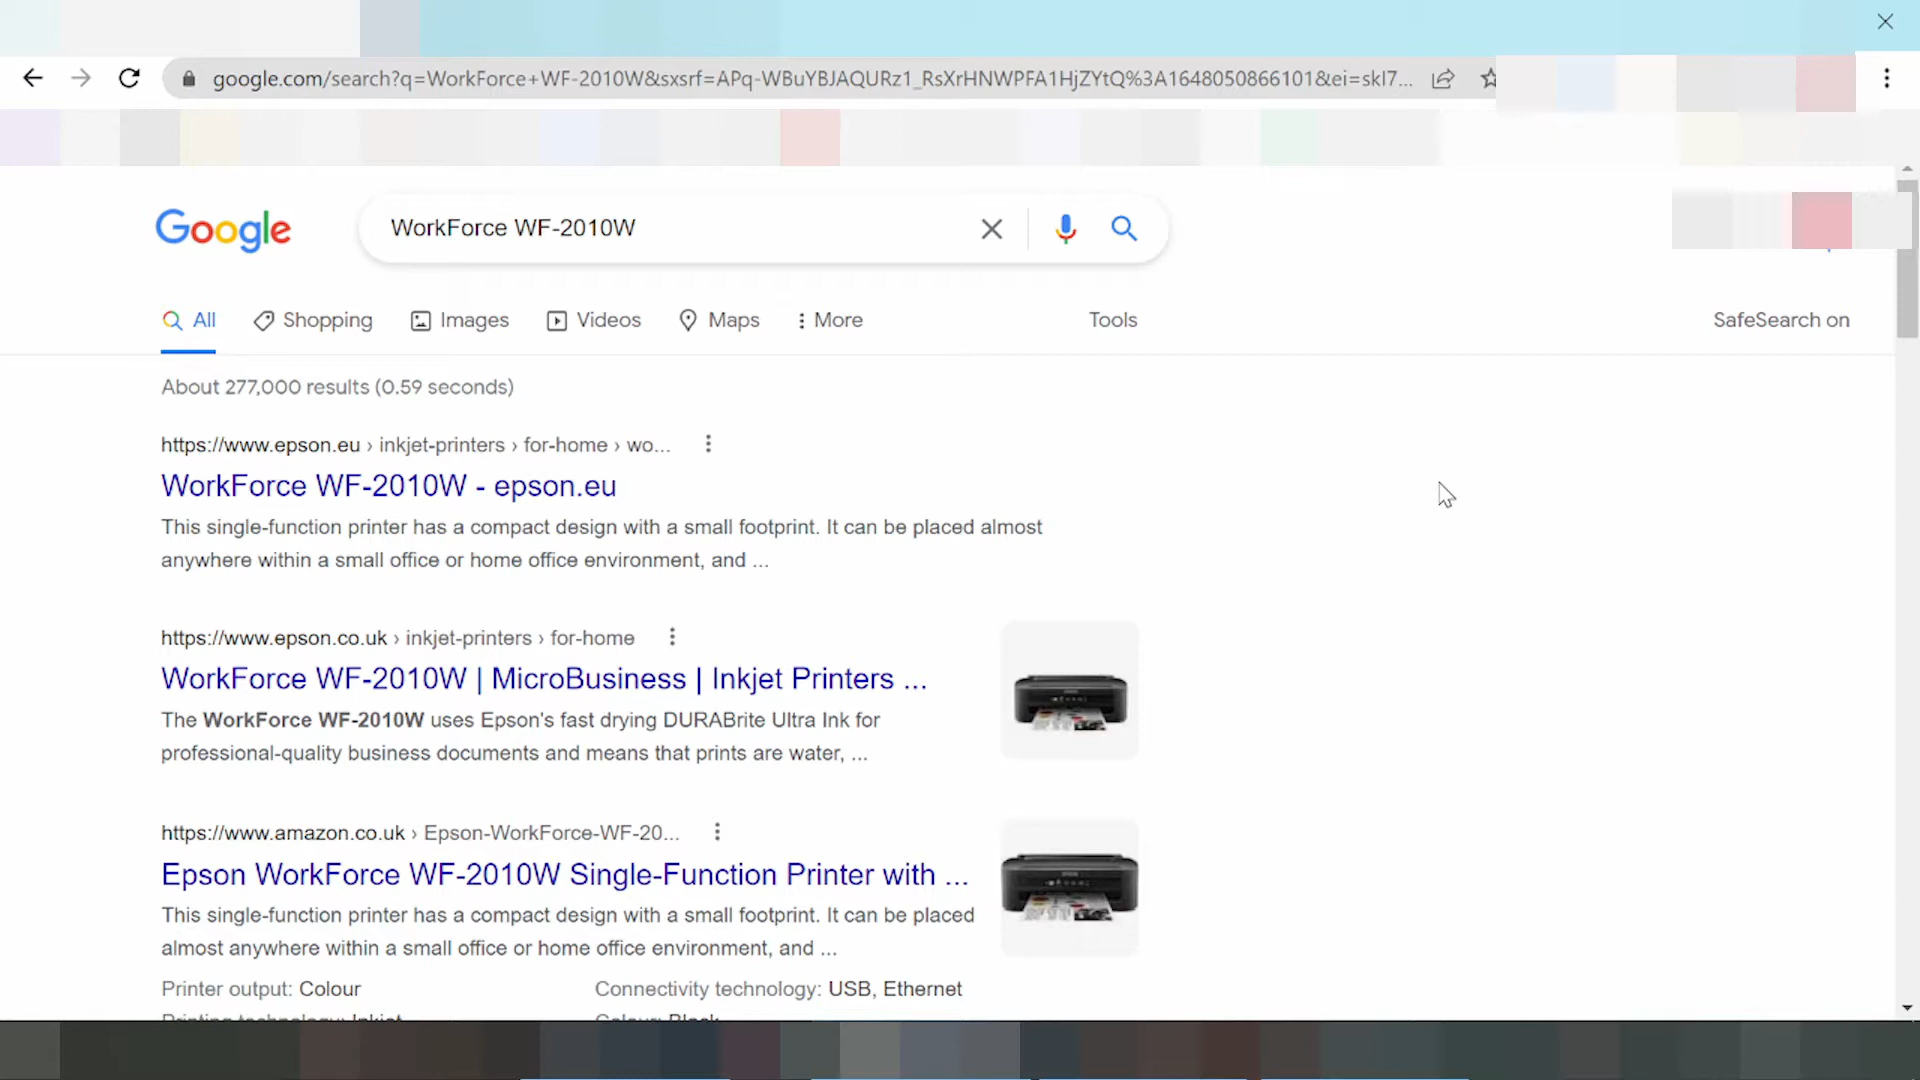 google.com/search?q=WorkForce+WF-2010W&sxsrf=APq-WBuYBJAQURz1_RsXrHNWPFA1HjZYtQ%3A1648050866101&ei=skl7...
Google
WorkForce WF-2010W
All Shopping Images Videos Maps More Tools SafeSearch on
About 277,000 results (0.59 seconds)
https://www.epson.eu › inkjet-printers › for-home › wo...
WorkForce WF-2010W - epson.eu
This single-function printer has a compact design with a small footprint. It can be placed almost
anywhere within a small office or home office environment, and ...
https://www.epson.co.uk › inkjet-printers › for-home
WorkForce WF-2010W | MicroBusiness | Inkjet Printers ...
The WorkForce WF-2010W uses Epson's fast drying DURABrite Ultra Ink for
professional-quality business documents and means that prints are water, ...
https://www.amazon.co.uk › Epson-WorkForce-WF-20...
Epson WorkForce WF-2010W Single-Function Printer with ...
This single-function printer has a compact design with a small footprint. It can be placed
almost anywhere within a small office or home office environment, and ...
Printer output: Colour Connectivity technology: USB, Ethernet
Printing technology: Inkjet Colour: Black